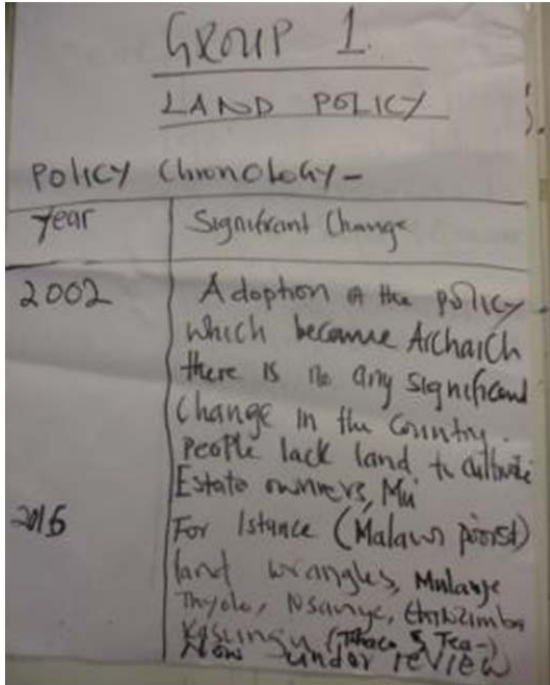 GROUP 1
LAND POLICY
POLICY ChronOLOGY-
Year Significant Change
2002 Adoption of the policy
which became Archaich
there is no any significant
Change in the Country.
People lack land to cultivate
Estate owners, Mu
2016 For Istance (Malawi poorest)
land wrangles, Mulanje
Thyolo, Nsanje,
Kasungu (Tobaco & Tea-)
Now under review